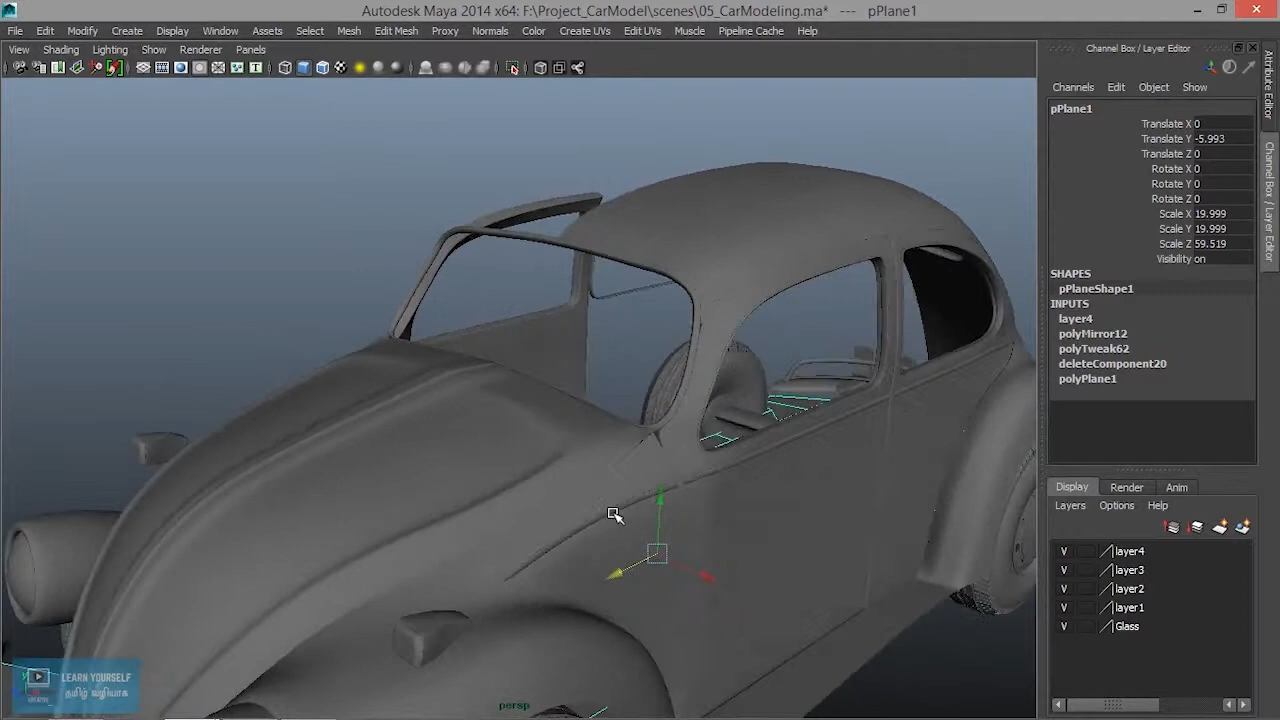 Autodesk Maya 2014 x64: F:\Project_CarModel\scenes\05_CarModeling.ma* --- pPlane1
File Edit Modify Create Display Window Assets Select Mesh Edit Mesh Proxy Normals Color Create UVs Edit UVs Muscle Pipeline Cache Help
View Shading Lighting Show Renderer Panels
Channel Box / Layer Editor
Channels Edit Object Show
pPlane1
Translate X 0
Translate Y -5.993
Translate Z 0
Rotate X 0
Rotate Y 0
Rotate Z 0
Scale X 19.999
Scale Y 19.999
Scale Z 59.519
Visibility on
SHAPES
pPlaneShape1
INPUTS
layer4
polyMirror12
polyTweak62
deleteComponent20
polyPlane1
Display Render Anim
Layers Options Help
V layer4
V layer3
V layer2
V layer1
V Glass
Attribute Editor
Channel Box / Layer Editor
persp
LEARN YOURSELF
தமிழ் வழியாக